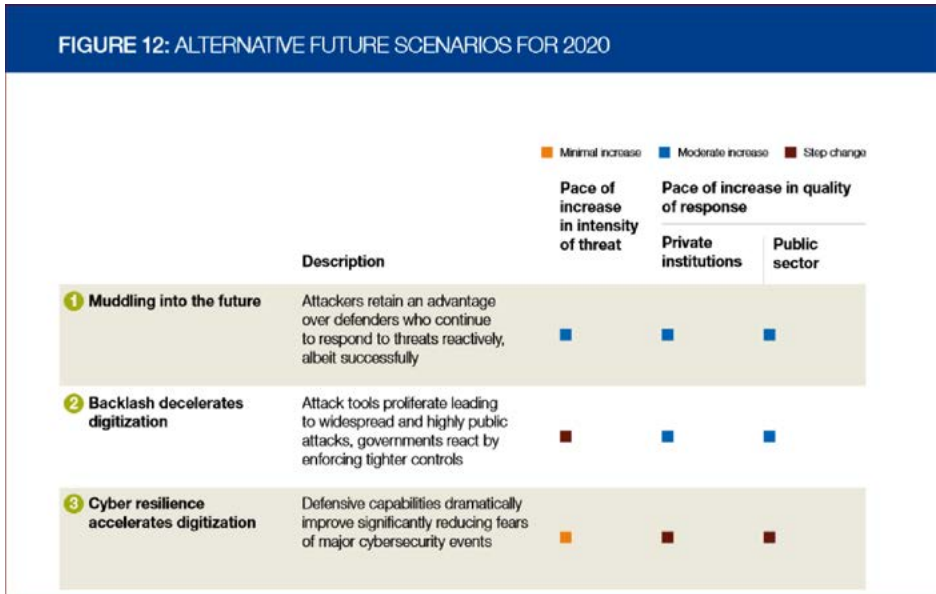 FIGURE 12: ALTERNATIVE FUTURE SCENARIOS FOR 2020
Minimal increase
Moderate increase
Step change
Pace of
increase
in intensity
of threat
Pace of increase in quality
of response
Private
institutions
Public
sector
Description
1 Muddling into the future
Attackers retain an advantage
over defenders who continue
to respond to threats reactively,
albeit successfully
2 Backlash decelerates
digitization
Attack tools proliferate leading
to widespread and highly public
attacks, governments react by
enforcing tighter controls
3 Cyber resilience
accelerates digitization
Defensive capabilities dramatically
improve significantly reducing fears
of major cybersecurity events